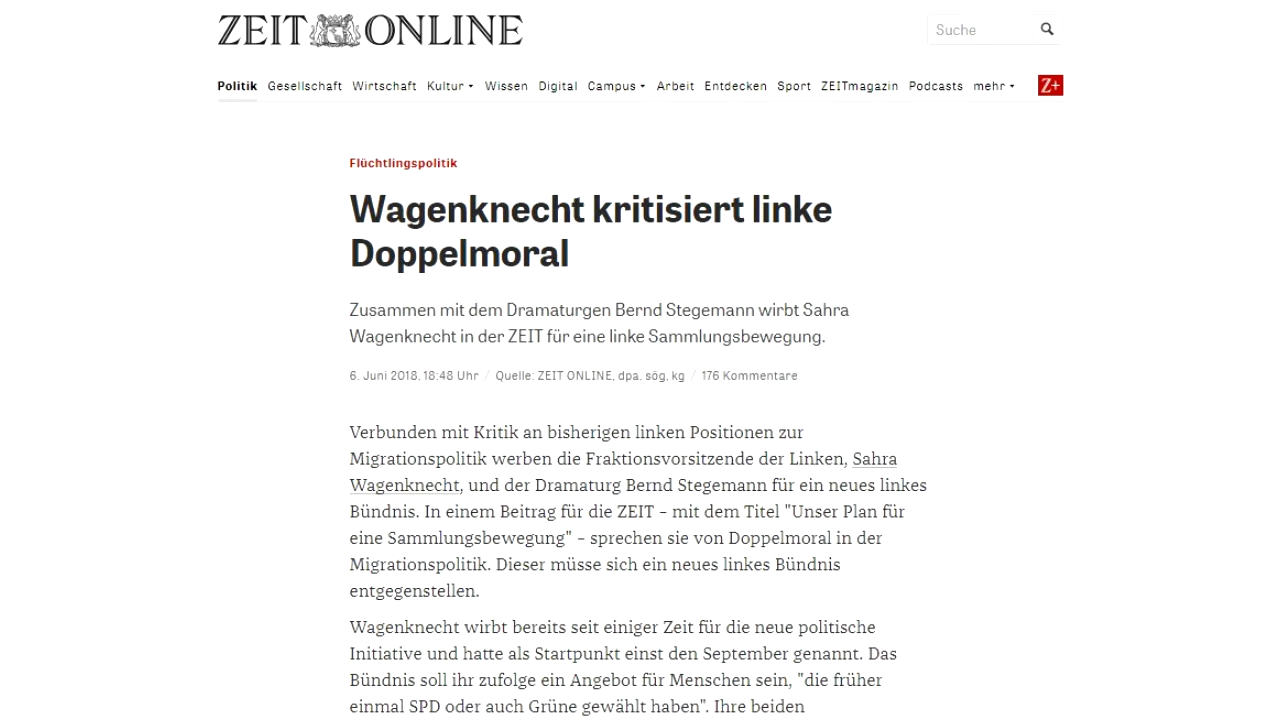 ZEIT ONLINE
Suche
Politik Gesellschaft Wirtschaft Kultur Wissen Digital Campus Arbeit Entdecken Sport ZEITmagazin Podcasts mehr Z+
Flüchtlingspolitik
Wagenknecht kritisiert linke
Doppelmoral
Zusammen mit dem Dramaturgen Bernd Stegemann wirbt Sahra
Wagenknecht in der ZEIT für eine linke Sammlungsbewegung.
6. Juni 2018, 18:48 Uhr / Quelle: ZEIT ONLINE, dpa, sög, kg / 176 Kommentare
Verbunden mit Kritik an bisherigen linken Positionen zur
Migrationspolitik werben die Fraktionsvorsitzende der Linken, Sahra
Wagenknecht, und der Dramaturg Bernd Stegemann für ein neues linkes
Bündnis. In einem Beitrag für die ZEIT – mit dem Titel "Unser Plan für
eine Sammlungsbewegung" – sprechen sie von Doppelmoral in der
Migrationspolitik. Dieser müsse sich ein neues linkes Bündnis
entgegenstellen.
Wagenknecht wirbt bereits seit einiger Zeit für die neue politische
Initiative und hatte als Startpunkt einst den September genannt. Das
Bündnis soll ihr zufolge ein Angebot für Menschen sein, "die früher
einmal SPD oder auch Grüne gewählt haben". Ihre beiden